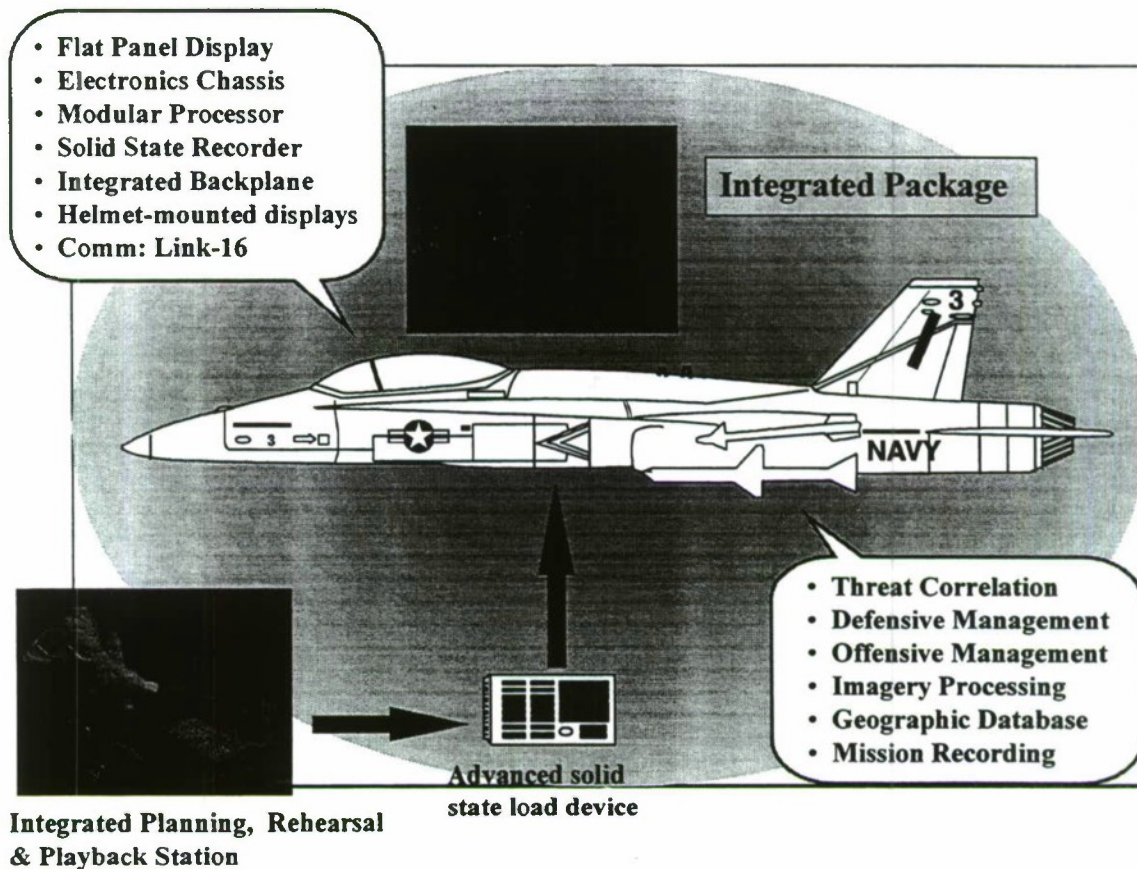 • Flat Panel Display
• Electronics Chassis
• Modular Processor
• Solid State Recorder
• Integrated Backplane
• Helmet-mounted displays
• Comm: Link-16
Integrated Package
3
3
NAVY
• Threat Correlation
• Defensive Management
• Offensive Management
• Imagery Processing
• Geographic Database
• Mission Recording
Advanced solid
state load device
Integrated Planning, Rehearsal
& Playback Station